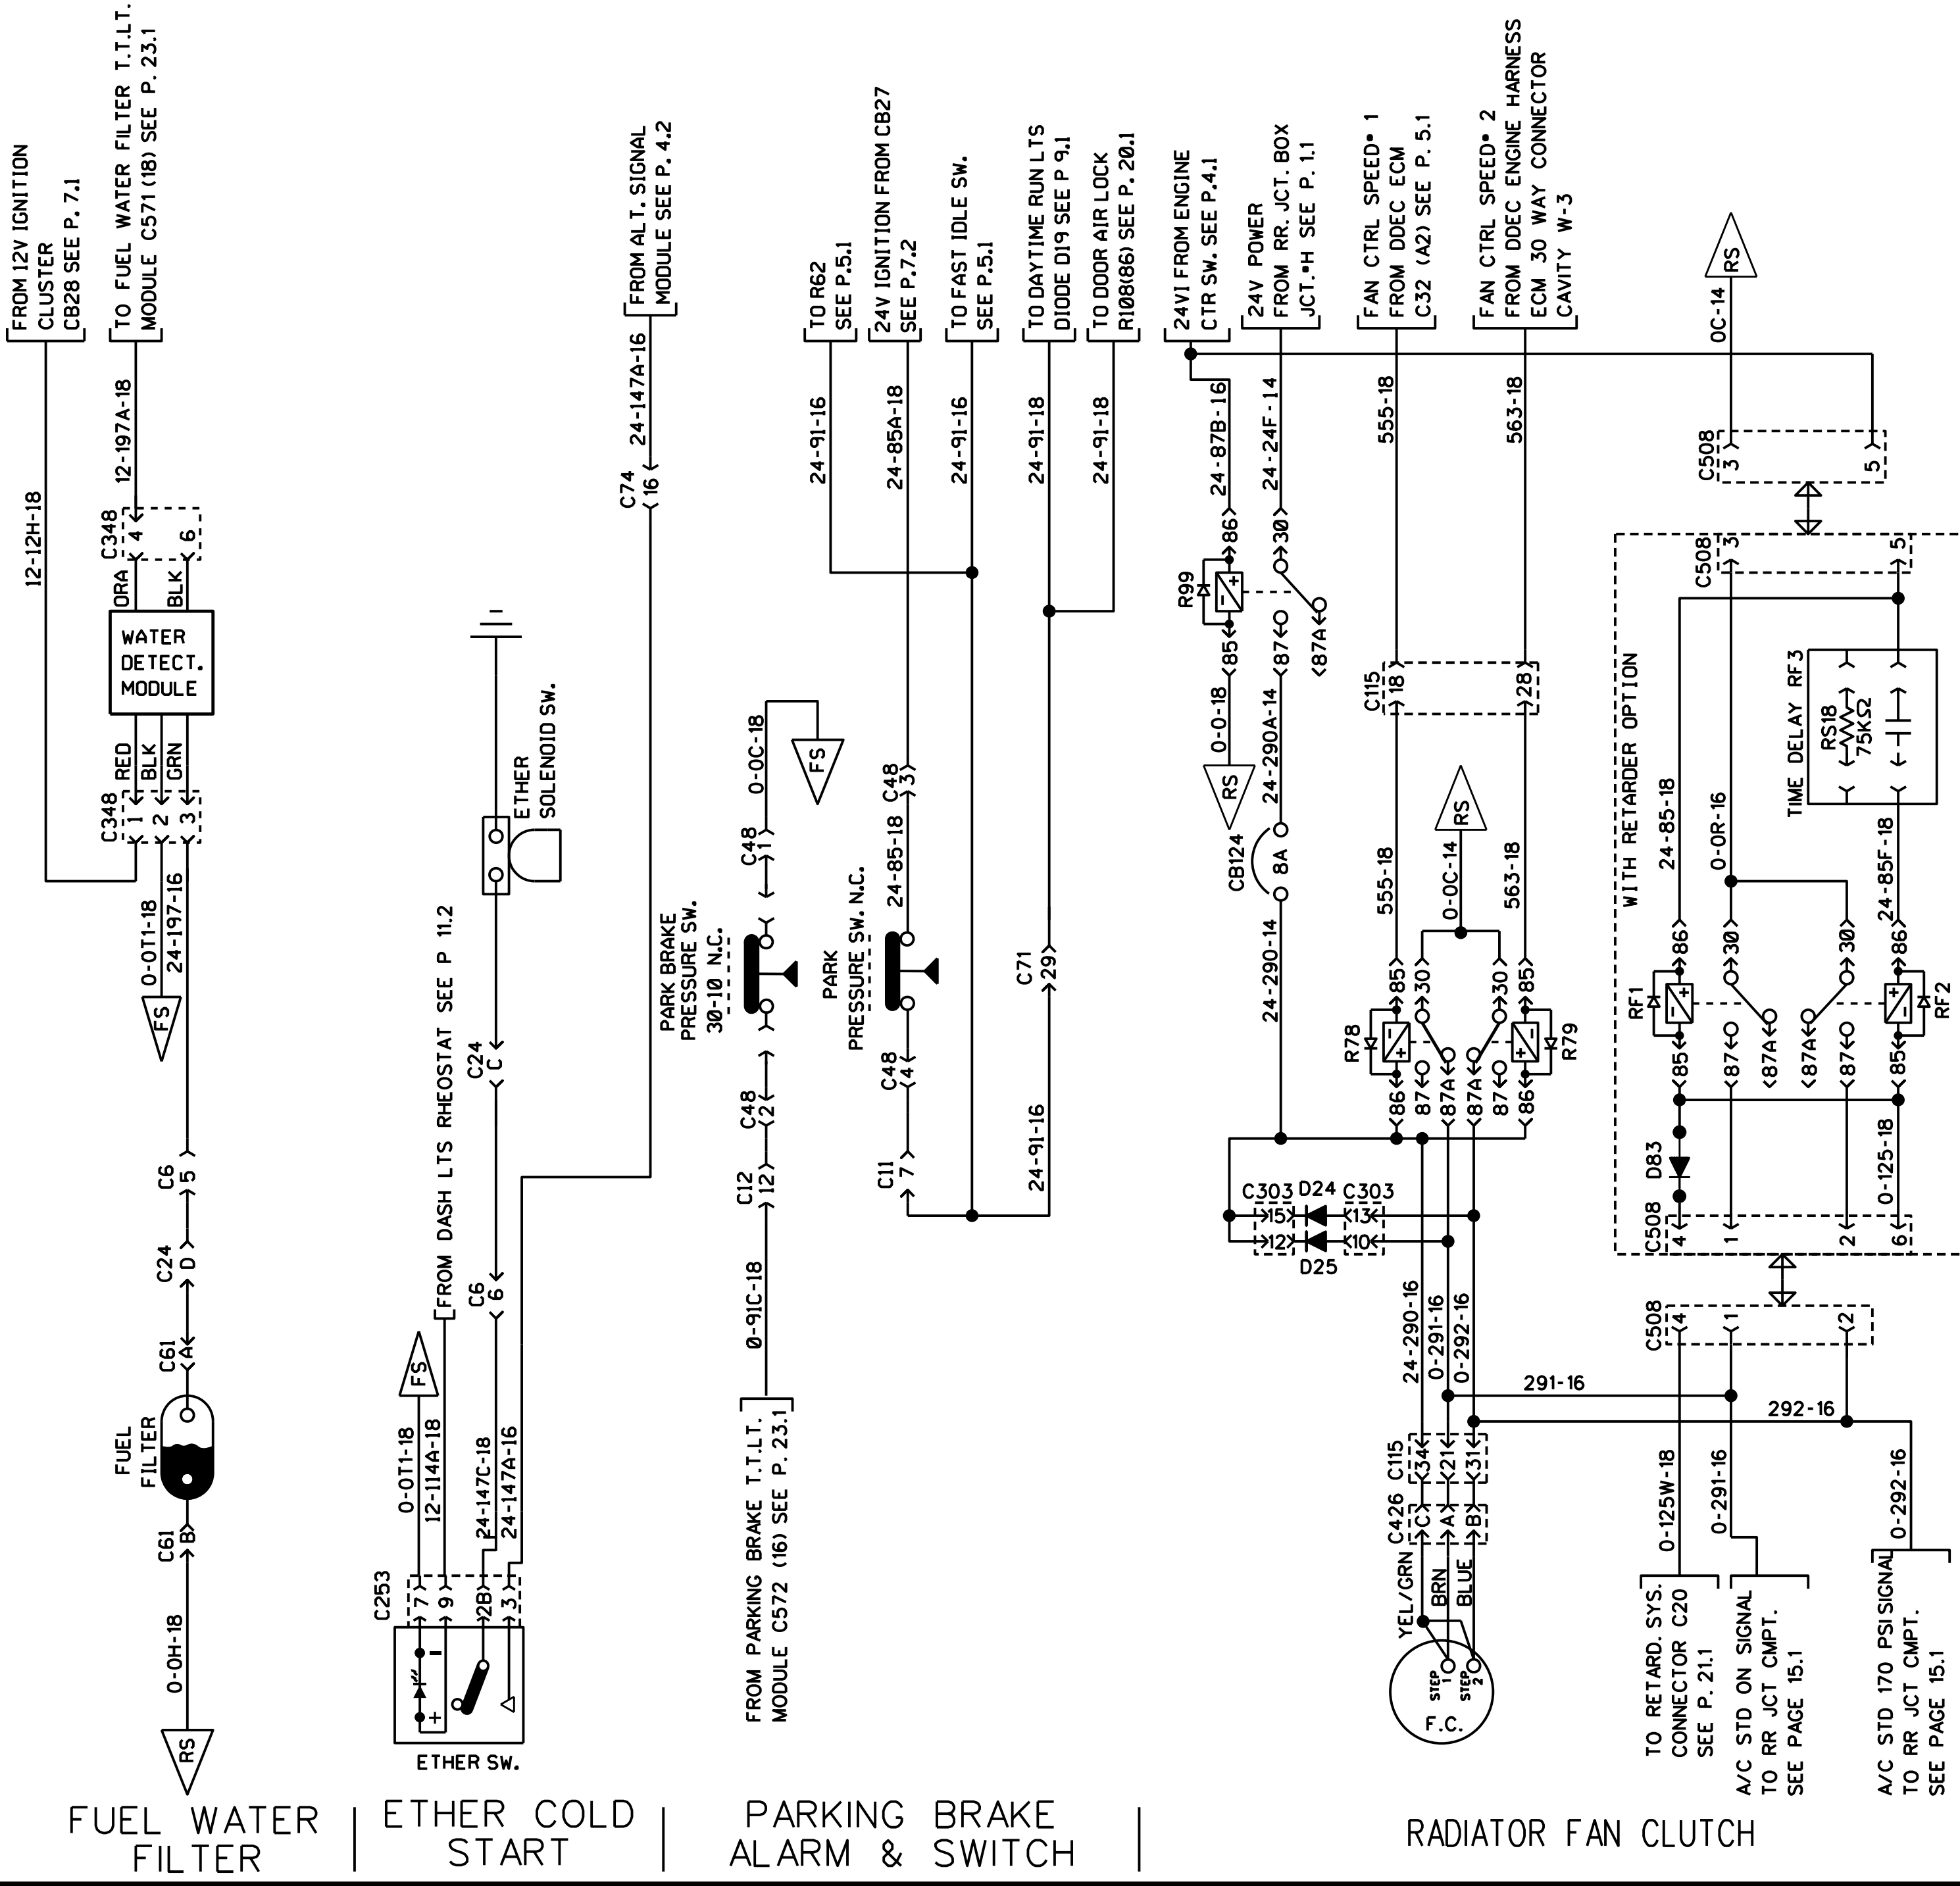 FROM 12V IGNITION
CLUSTER
CB28 SEE P. 7.1
12-12H-18
TO FUEL WATER FILTER T.T.LT.
MODULE C571 (18) SEE P. 23.1
12-197A-18
C348
4
6
ORA
BLK
WATER
DETECT.
MODULE
RED
BLK
GRN
C348
1
2
3
0-0T1-18
24-197-16
FS
C6
5
C24
D
C61
A
FUEL
FILTER
C61
B
0-0H-18
RS
FUEL WATER
FILTER
FROM ALT. SIGNAL
MODULE SEE P. 4.2
24-147A-16
C74
16
ETHER
SOLENOID SW.
C24
C
FROM DASH LTS RHEOSTAT SEE P 11.2
C6
6
FS
0-0T1-18
12-114A-18
24-147C-18
24-147A-16
C253
7
9
2B
3
-
+
ETHER SW.
ETHER COLD
START
TO R62
SEE P.5.1
24-91-16
24V IGNITION FROM CB27
SEE P.7.2
24-85A-18
TO FAST IDLE SW.
SEE P.5.1
24-91-16
TO DAYTIME RUN LTS
DIODE D19 SEE P 9.1
24-91-18
TO DOOR AIR LOCK
R108(86) SEE P. 20.1
24-91-18
0-0C-18
FS
C48
1
PARK BRAKE
PRESSURE SW.
30-10 N.C.
C48
2
C12
12
0-91C-18
FROM PARKING BRAKE T.T.LT.
MODULE C572 (16) SEE P. 23.1
C48
3
24-85-18
PARK
PRESSURE SW. N.C.
C48
4
C11
7
C71
29
24-91-16
PARKING BRAKE
ALARM & SWITCH
24VI FROM ENGINE
CTR SW. SEE P.4.1
24-87B-16
24V POWER
FROM RR. JCT. BOX
JCT.#H SEE P. 1.1
24-24F-14
FAN CTRL SPEED# 1
FROM DDEC ECM
C32 (A2) SEE P. 5.1
555-18
FAN CTRL SPEED# 2
FROM DDEC ENGINE HARNESS
ECM 30 WAY CONNECTOR
CAVITY W-3
563-18
RS
0C-14
C508
3
5
R99
86
30
85
87
87A
0-0-18
RS
24-290A-14
CB124
8A
24-290-14
C115
18
28
555-18
RS
0-0C-14
563-18
R78
85
30
30
85
R79
86
87
87A
87A
87
86
C303
D24
C303
15
13
12
10
D25
24-290-16
0-291-16
0-292-16
291-16
292-16
C115
34
21
31
C426
C
A
B
YEL/GRN
BRN
BLUE
STEP
1
STEP
2
F.C.
WITH RETARDER OPTION
C508
3
5
TIME DELAY RF3
RS18
75KΩ
24-85-18
0-0R-16
24-85F-18
RF1
86
30
30
86
RF2
85
87
87A
87A
87
85
D83
0-125-18
C508
4
1
2
6
C508
4
1
2
0-125W-18
0-291-16
0-292-16
TO RETARD. SYS.
CONNECTOR C20
SEE P. 21.1
A/C STD ON SIGNAL
TO RR JCT CMPT.
SEE PAGE 15.1
A/C STD 170 PSI SIGNAL
TO RR JCT CMPT.
SEE PAGE 15.1
RADIATOR FAN CLUTCH